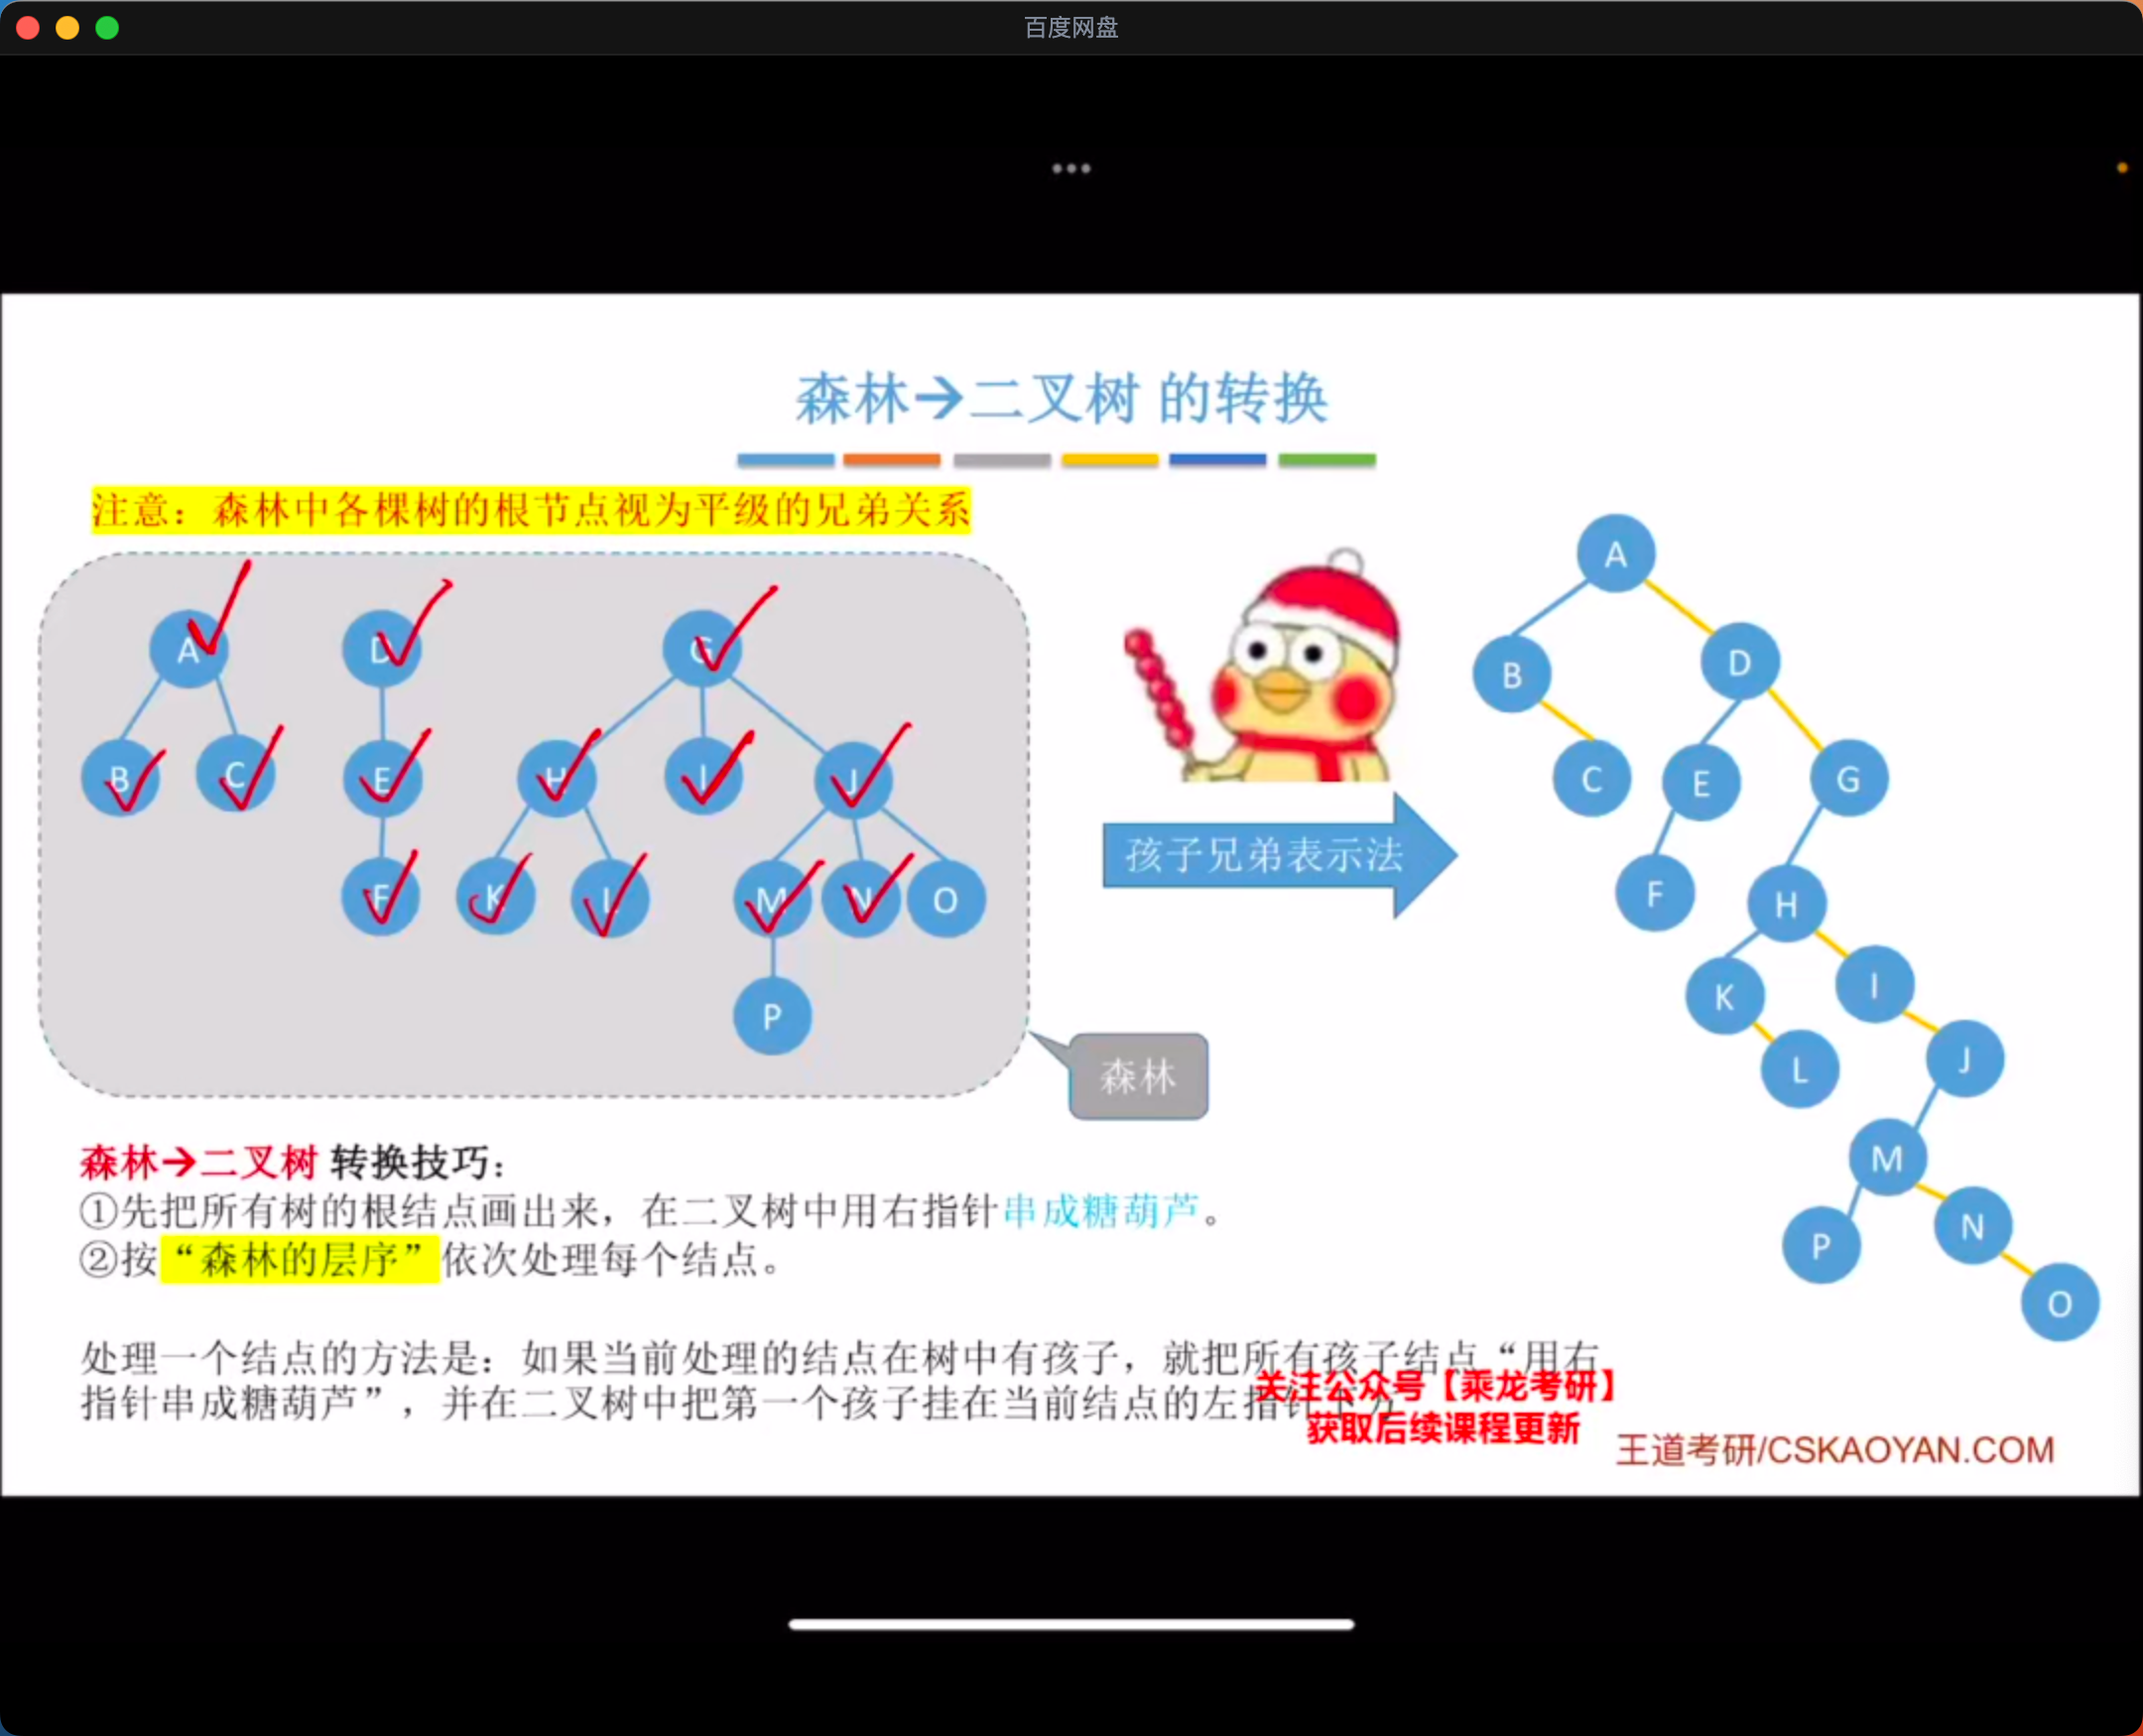 百度网盘
森林→二叉树 的转换
注意：森林中各棵树的根节点视为平级的兄弟关系
A D G
B C E H I J
F K L M N O
P
森林
孩子兄弟表示法
A
B D
C E G
F H
K I
L J
M
P N
O
森林→二叉树 转换技巧：
①先把所有树的根结点画出来，在二叉树中用右指针串成糖葫芦。
②按“森林的层序”依次处理每个结点。
处理一个结点的方法是：如果当前处理的结点在树中有孩子，就把所有孩子结点“用右
指针串成糖葫芦”，并在二叉树中把第一个孩子挂在当前结点的左指针下方
关注公众号【乘龙考研】
获取后续课程更新
王道考研/CSKAOYAN.COM